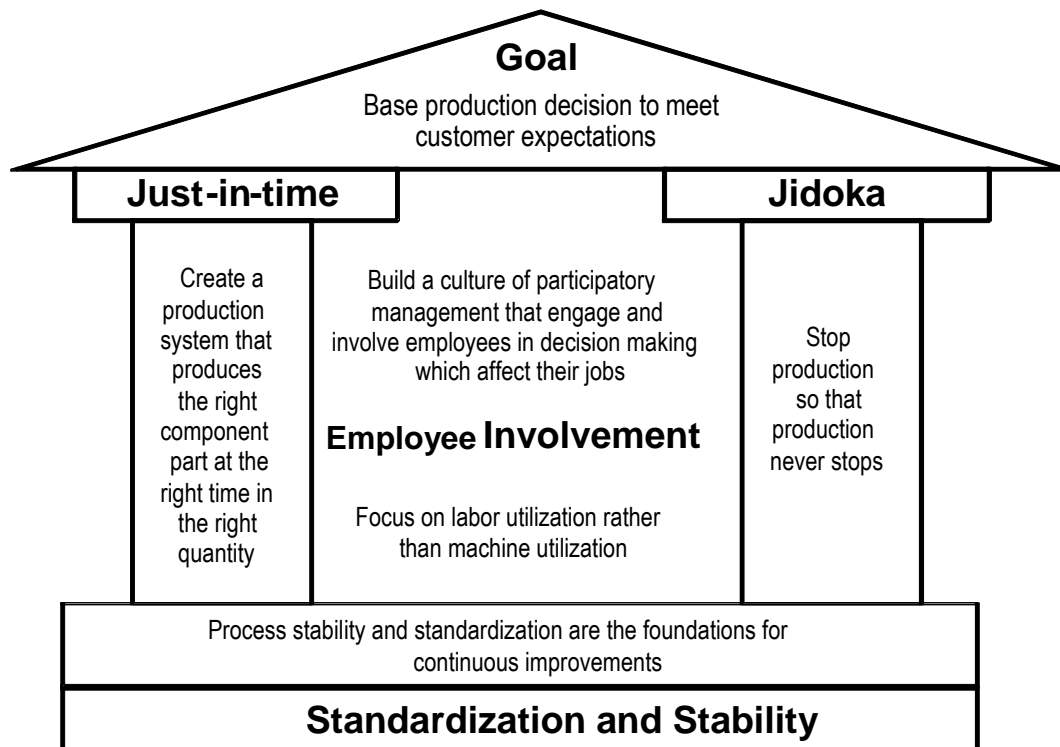 Goal
Base production decision to meet
customer expectations
Just-in-time
Jidoka
Create a
production
system that
produces
the right
component
part at the
right time in
the right
quantity
Build a culture of participatory
management that engage and
involve employees in decision making
which affect their jobs
Employee Involvement
Focus on labor utilization rather
than machine utilization
Stop
production
so that
production
never stops
Process stability and standardization are the foundations for
continuous improvements
Standardization and Stability